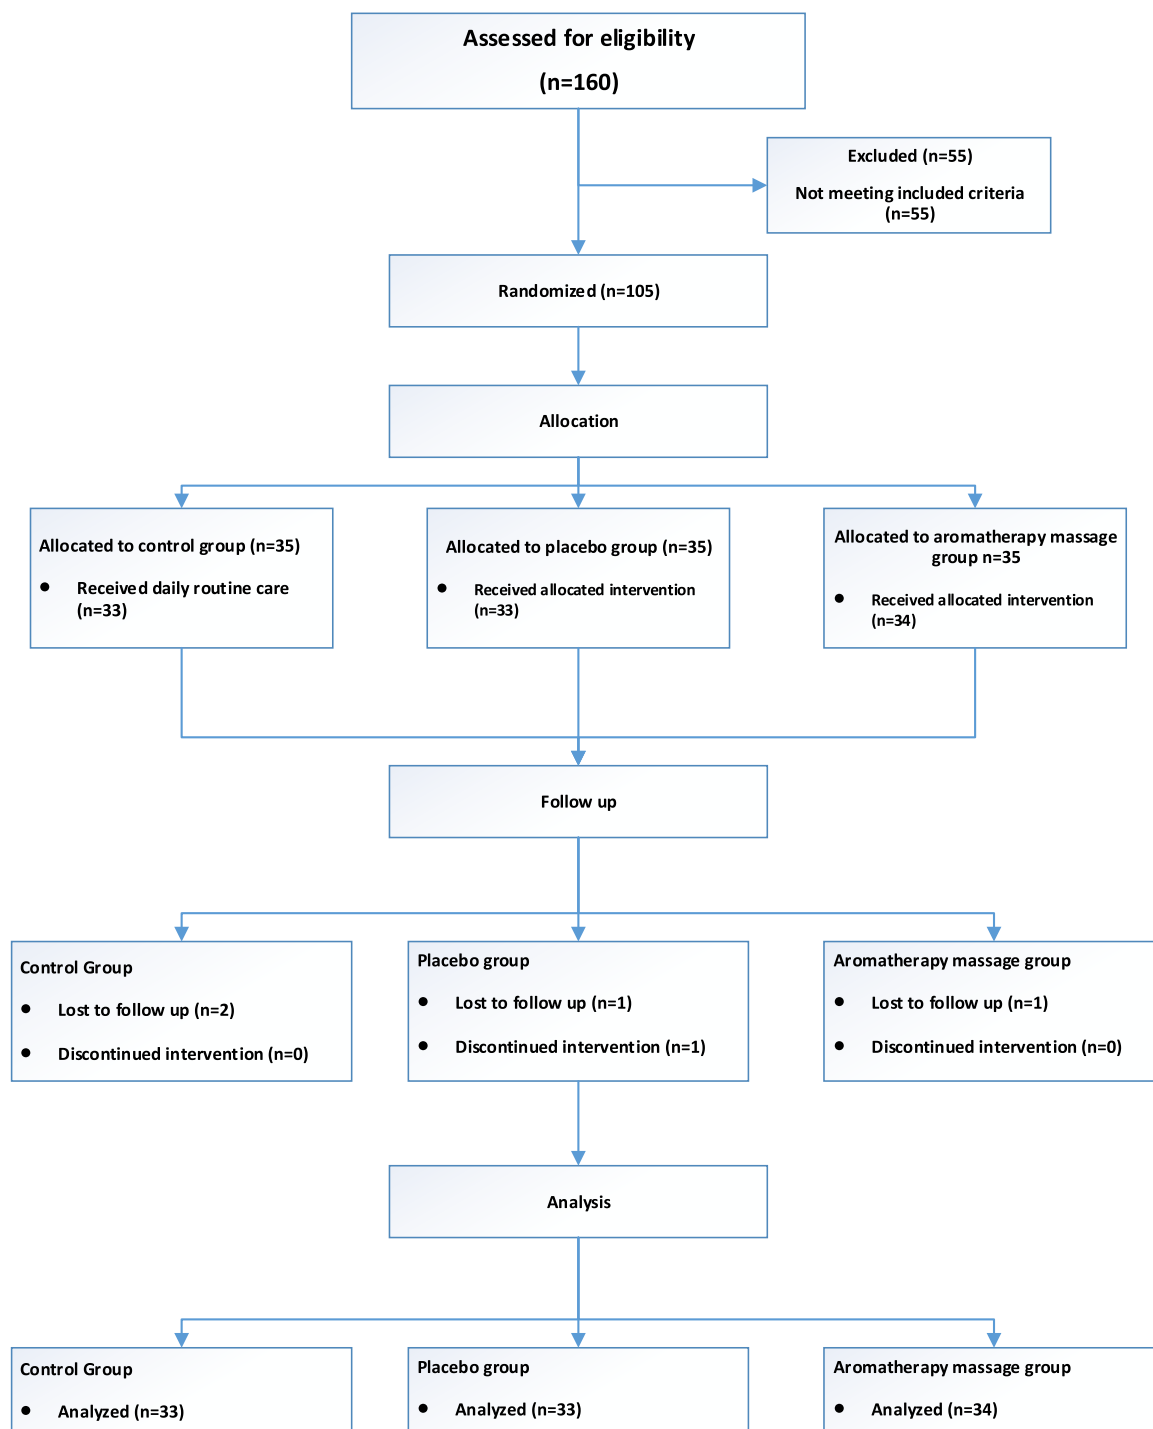 Assessed for eligibility
(n=160)
Excluded (n=55)
Not meeting included criteria
(n=55)
Randomized (n=105)
Allocation
Allocated to control group (n=35)
● Received daily routine care
(n=33)
Allocated to placebo group (n=35)
● Received allocated intervention
(n=33)
Allocated to aromatherapy massage
group n=35
● Received allocated intervention
(n=34)
Follow up
Control Group
● Lost to follow up (n=2)
● Discontinued intervention (n=0)
Placebo group
● Lost to follow up (n=1)
● Discontinued intervention (n=1)
Aromatherapy massage group
● Lost to follow up (n=1)
● Discontinued intervention (n=0)
Analysis
Control Group
● Analyzed (n=33)
Placebo group
● Analyzed (n=33)
Aromatherapy massage group
● Analyzed (n=34)